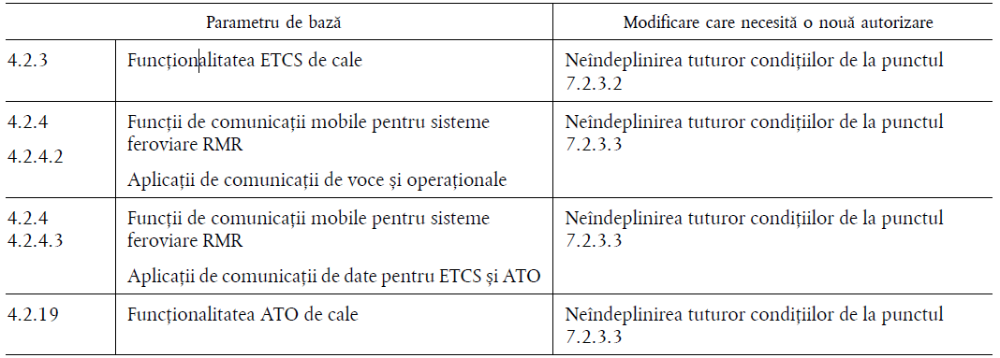 Parametru de bază
Modificare care necesită o nouă autorizare
4.2.3
Funcționalitatea ETCS de cale
Neîndeplinirea tuturor condițiilor de la punctul
7.2.3.2
4.2.4
4.2.4.2
Funcții de comunicații mobile pentru sisteme
feroviare RMR
Aplicații de comunicații de voce și operaționale
Neîndeplinirea tuturor condițiilor de la punctul
7.2.3.3
4.2.4
4.2.4.3
Funcții de comunicații mobile pentru sisteme
feroviare RMR
Aplicații de comunicații de date pentru ETCS și ATO
Neîndeplinirea tuturor condițiilor de la punctul
7.2.3.3
4.2.19
Funcționalitatea ATO de cale
Neîndeplinirea tuturor condițiilor de la punctul
7.2.3.3